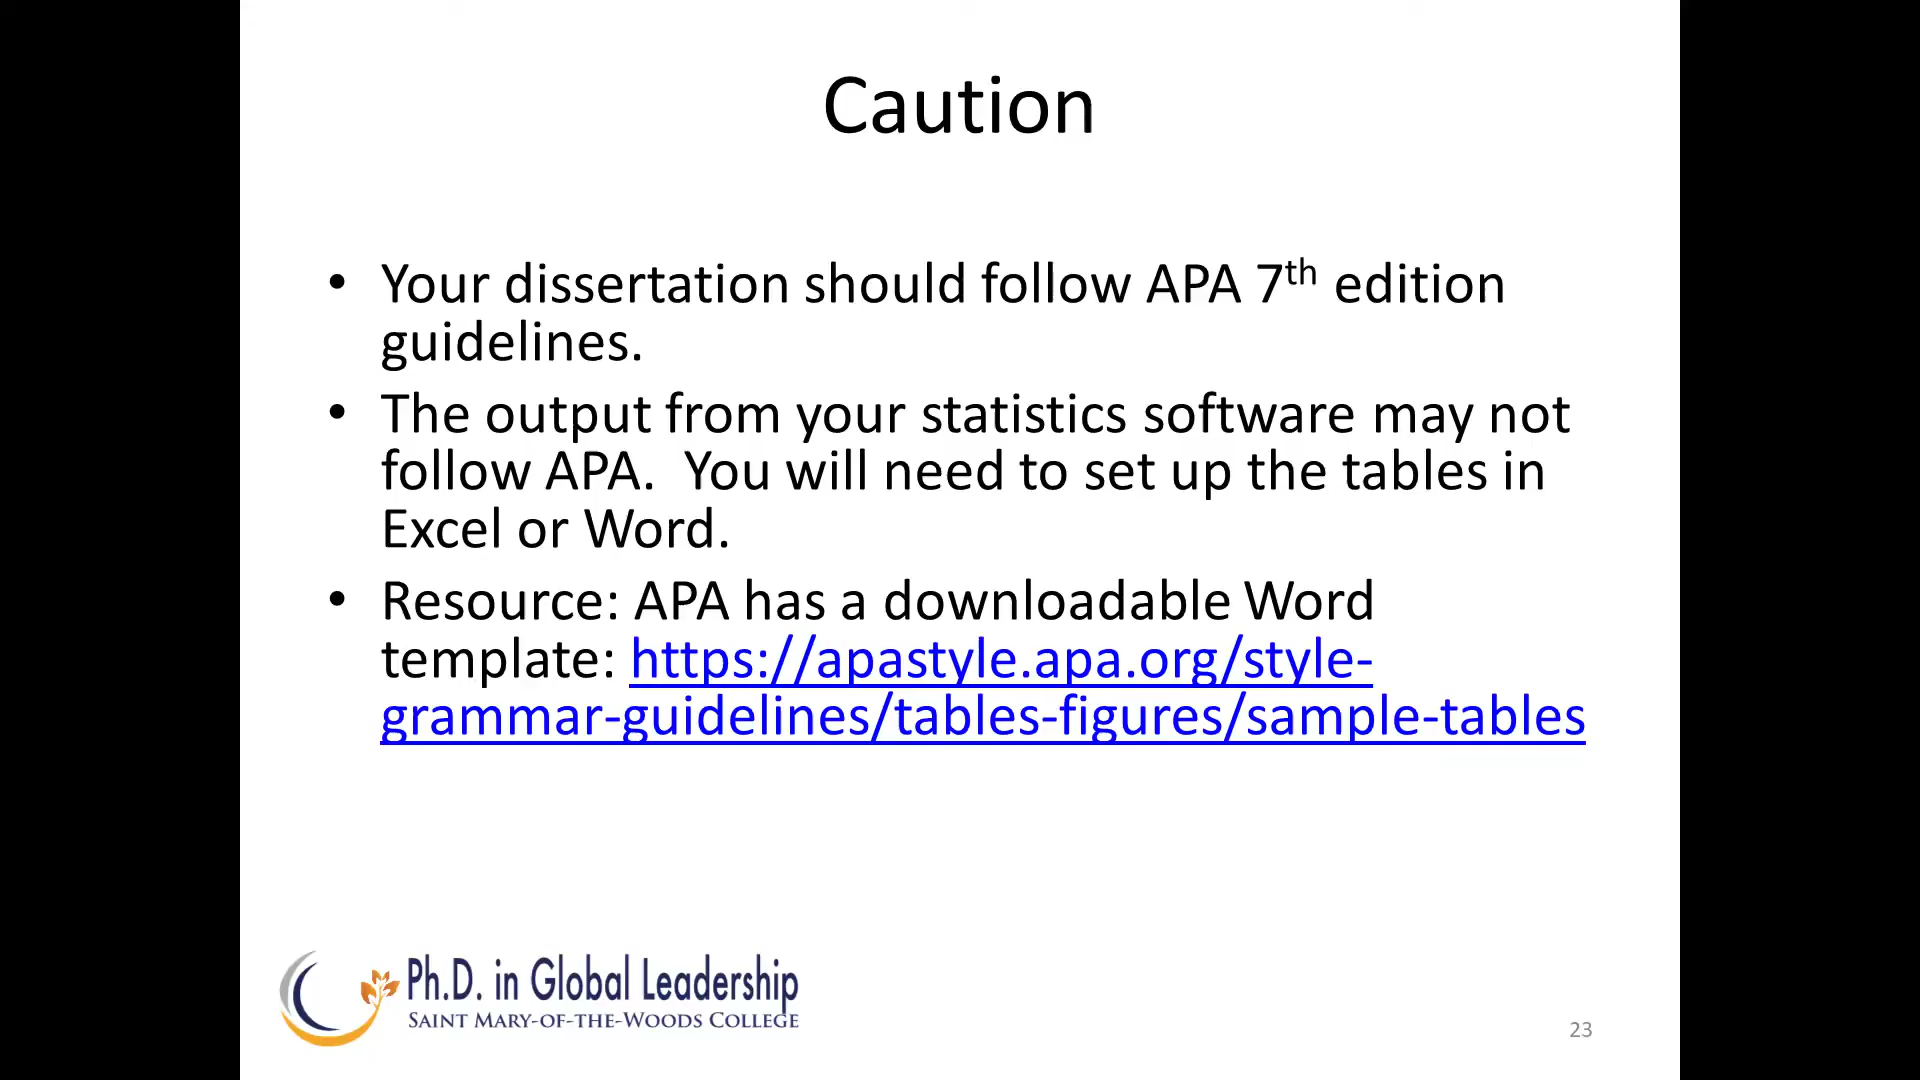 Caution
• Your dissertation should follow APA 7th edition
guidelines.
• The output from your statistics software may not
follow APA.  You will need to set up the tables in
Excel or Word.
• Resource: APA has a downloadable Word
template: https://apastyle.apa.org/style-
grammar-guidelines/tables-figures/sample-tables
Ph.D. in Global Leadership
SAINT MARY-OF-THE-WOODS COLLEGE
23